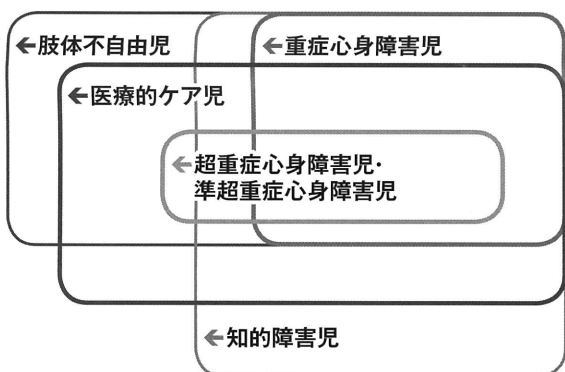 ←肢体不自由児
←重症心身障害児
←医療的ケア児
←超重症心身障害児・
準超重症心身障害児
←知的障害児